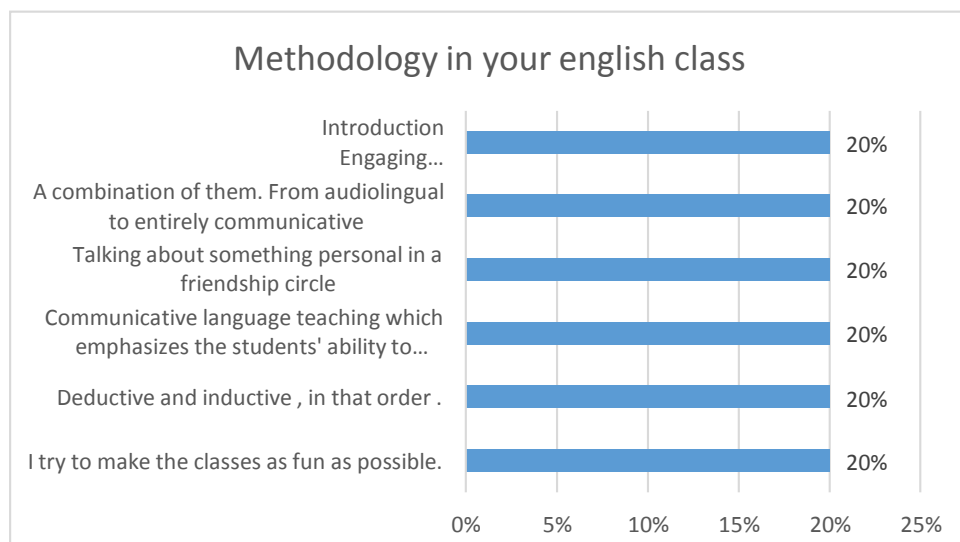 Methodology in your english class
Introduction
Engaging...
20%
A combination of them. From audiolingual
to entirely communicative
20%
Talking about something personal in a
friendship circle
20%
Communicative language teaching which
emphasizes the students' ability to...
20%
Deductive and inductive , in that order .
20%
I try to make the classes as fun as possible.
20%
0% 5% 10% 15% 20% 25%